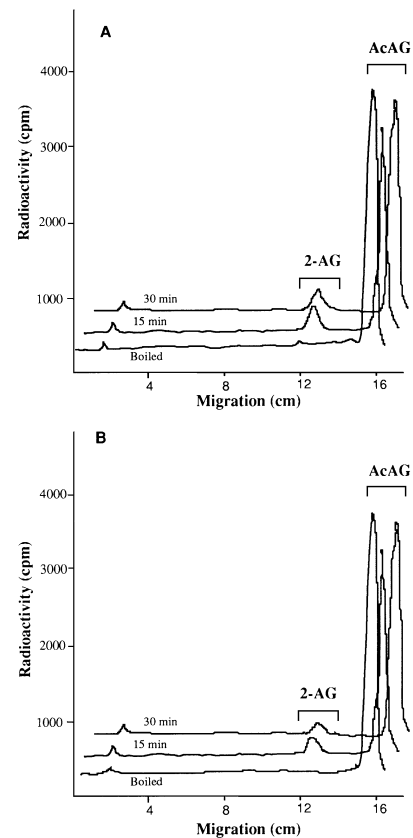 A
AcAG
4000
3000
2000
1000
Radioactivity (cpm)
2-AG
30 min
15 min
Boiled
4 8 12 16
Migration (cm)
B
AcAG
4000
3000
2000
1000
Radioactivity (cpm)
2-AG
30 min
15 min
Boiled
4 8 12 16
Migration (cm)